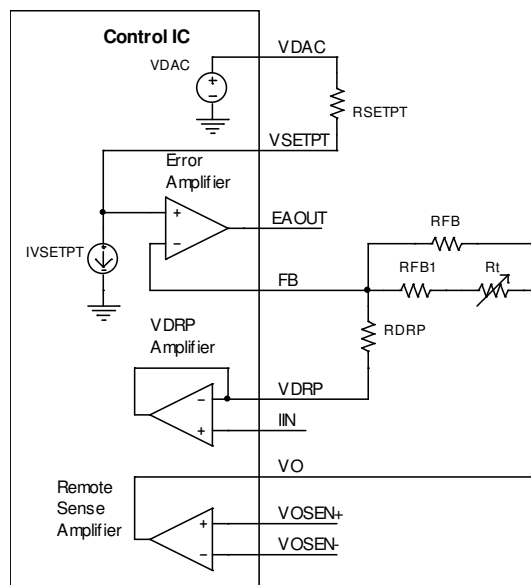 Control IC
VDAC
VDAC
+
−
RSETPT
VSETPT
Error
Amplifier
+
EAOUT
−
IVSETPT
RFB
FB
RFB1
Rt
VDRP
Amplifier
RDRP
−
VDRP
+
IIN
VO
Remote
Sense
Amplifier
+
VOSEN+
−
VOSEN-